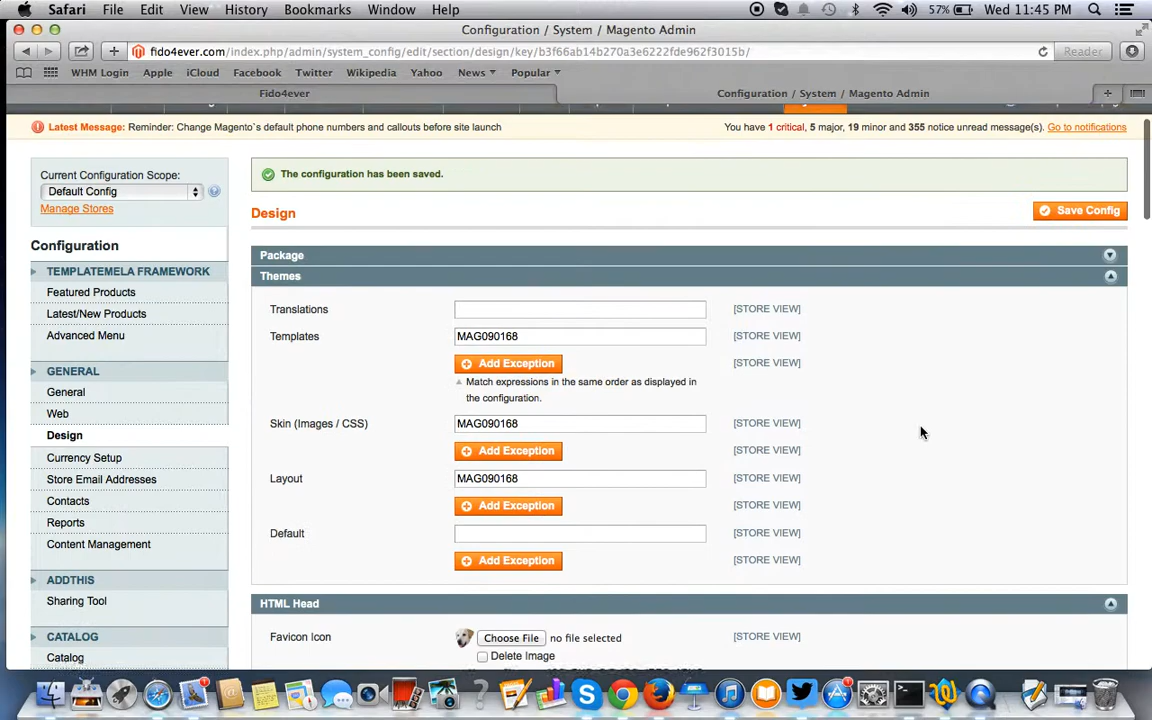 Safari File Edit View History Bookmarks Window Help 57% Wed 11:45 PM
Configuration / System / Magento Admin
fido4ever.com/index.php/admin/system_config/edit/section/design/key/b3f66ab14b270a3e6222fde962f3015b/ Reader
WHM Login Apple iCloud Facebook Twitter Wikipedia Yahoo News Popular
Fido4ever Configuration / System / Magento Admin
Latest Message: Reminder: Change Magento`s default phone numbers and callouts before site launch You have 1 critical, 5 major, 19 minor and 355 notice unread message(s). Go to notifications
Current Configuration Scope:
Default Config
Manage Stores
The configuration has been saved.
Design Save Config
Configuration
TEMPLATEMELA FRAMEWORK
Featured Products
Latest/New Products
Advanced Menu
GENERAL
General
Web
Design
Currency Setup
Store Email Addresses
Contacts
Reports
Content Management
ADDTHIS
Sharing Tool
CATALOG
Catalog
Package
Themes
Translations [STORE VIEW]
Templates MAG090168 [STORE VIEW]
Add Exception [STORE VIEW]
Match expressions in the same order as displayed in
the configuration.
Skin (Images / CSS) MAG090168 [STORE VIEW]
Add Exception [STORE VIEW]
Layout MAG090168 [STORE VIEW]
Add Exception [STORE VIEW]
Default [STORE VIEW]
Add Exception [STORE VIEW]
HTML Head
Favicon Icon Choose File no file selected [STORE VIEW]
Delete Image